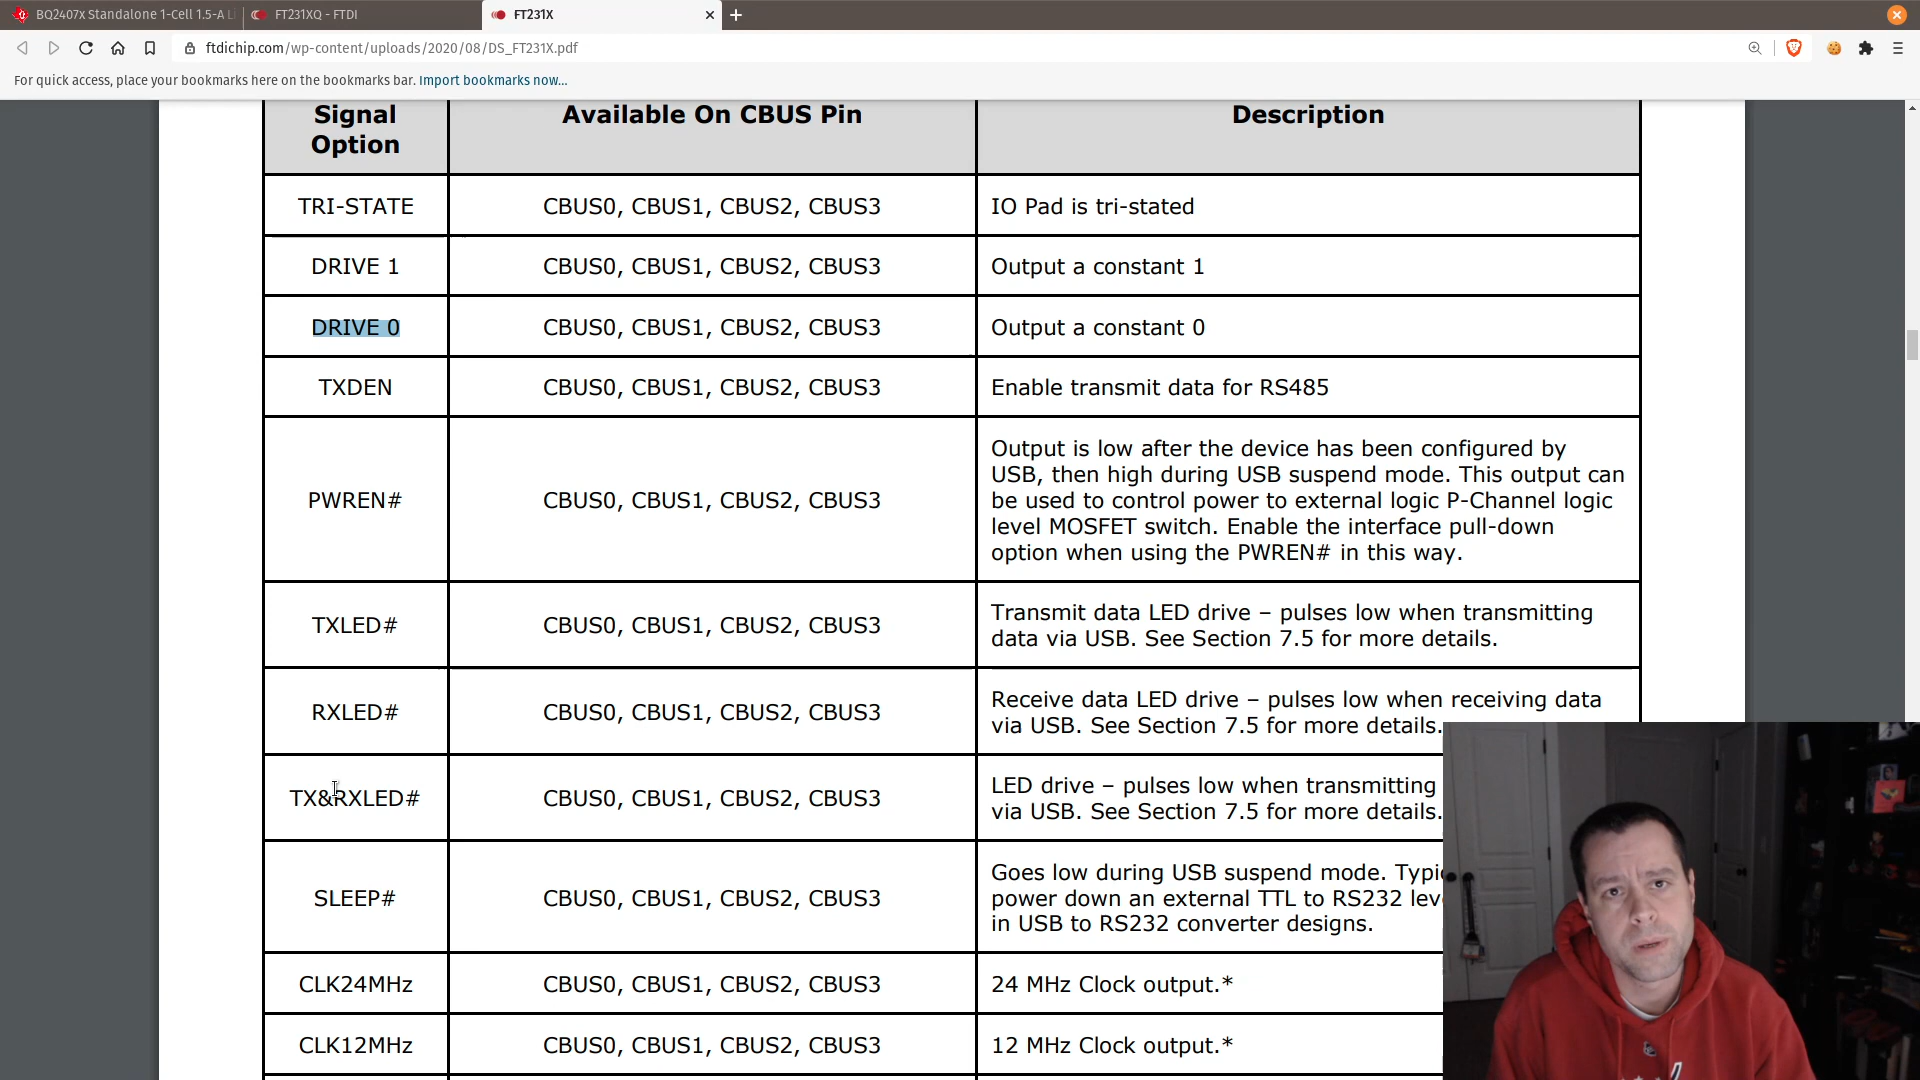 BQ2407x Standalone 1-Cell 1.5-A L
FT231XQ - FTDI
FT231X
ftdichip.com/wp-content/uploads/2020/08/DS_FT231X.pdf
For quick access, place your bookmarks here on the bookmarks bar. Import bookmarks now...
Signal
Option
Available On CBUS Pin
Description
TRI-STATE
CBUS0, CBUS1, CBUS2, CBUS3
IO Pad is tri-stated
DRIVE 1
CBUS0, CBUS1, CBUS2, CBUS3
Output a constant 1
DRIVE 0
CBUS0, CBUS1, CBUS2, CBUS3
Output a constant 0
TXDEN
CBUS0, CBUS1, CBUS2, CBUS3
Enable transmit data for RS485
PWREN#
CBUS0, CBUS1, CBUS2, CBUS3
Output is low after the device has been configured by
USB, then high during USB suspend mode. This output can
be used to control power to external logic P-Channel logic
level MOSFET switch. Enable the interface pull-down
option when using the PWREN# in this way.
TXLED#
CBUS0, CBUS1, CBUS2, CBUS3
Transmit data LED drive – pulses low when transmitting
data via USB. See Section 7.5 for more details.
RXLED#
CBUS0, CBUS1, CBUS2, CBUS3
Receive data LED drive – pulses low when receiving data
via USB. See Section 7.5 for more details.
TX&RXLED#
CBUS0, CBUS1, CBUS2, CBUS3
LED drive – pulses low when transmitting
via USB. See Section 7.5 for more details.
SLEEP#
CBUS0, CBUS1, CBUS2, CBUS3
Goes low during USB suspend mode. Typic
power down an external TTL to RS232 leve
in USB to RS232 converter designs.
CLK24MHz
CBUS0, CBUS1, CBUS2, CBUS3
24 MHz Clock output.*
CLK12MHz
CBUS0, CBUS1, CBUS2, CBUS3
12 MHz Clock output.*